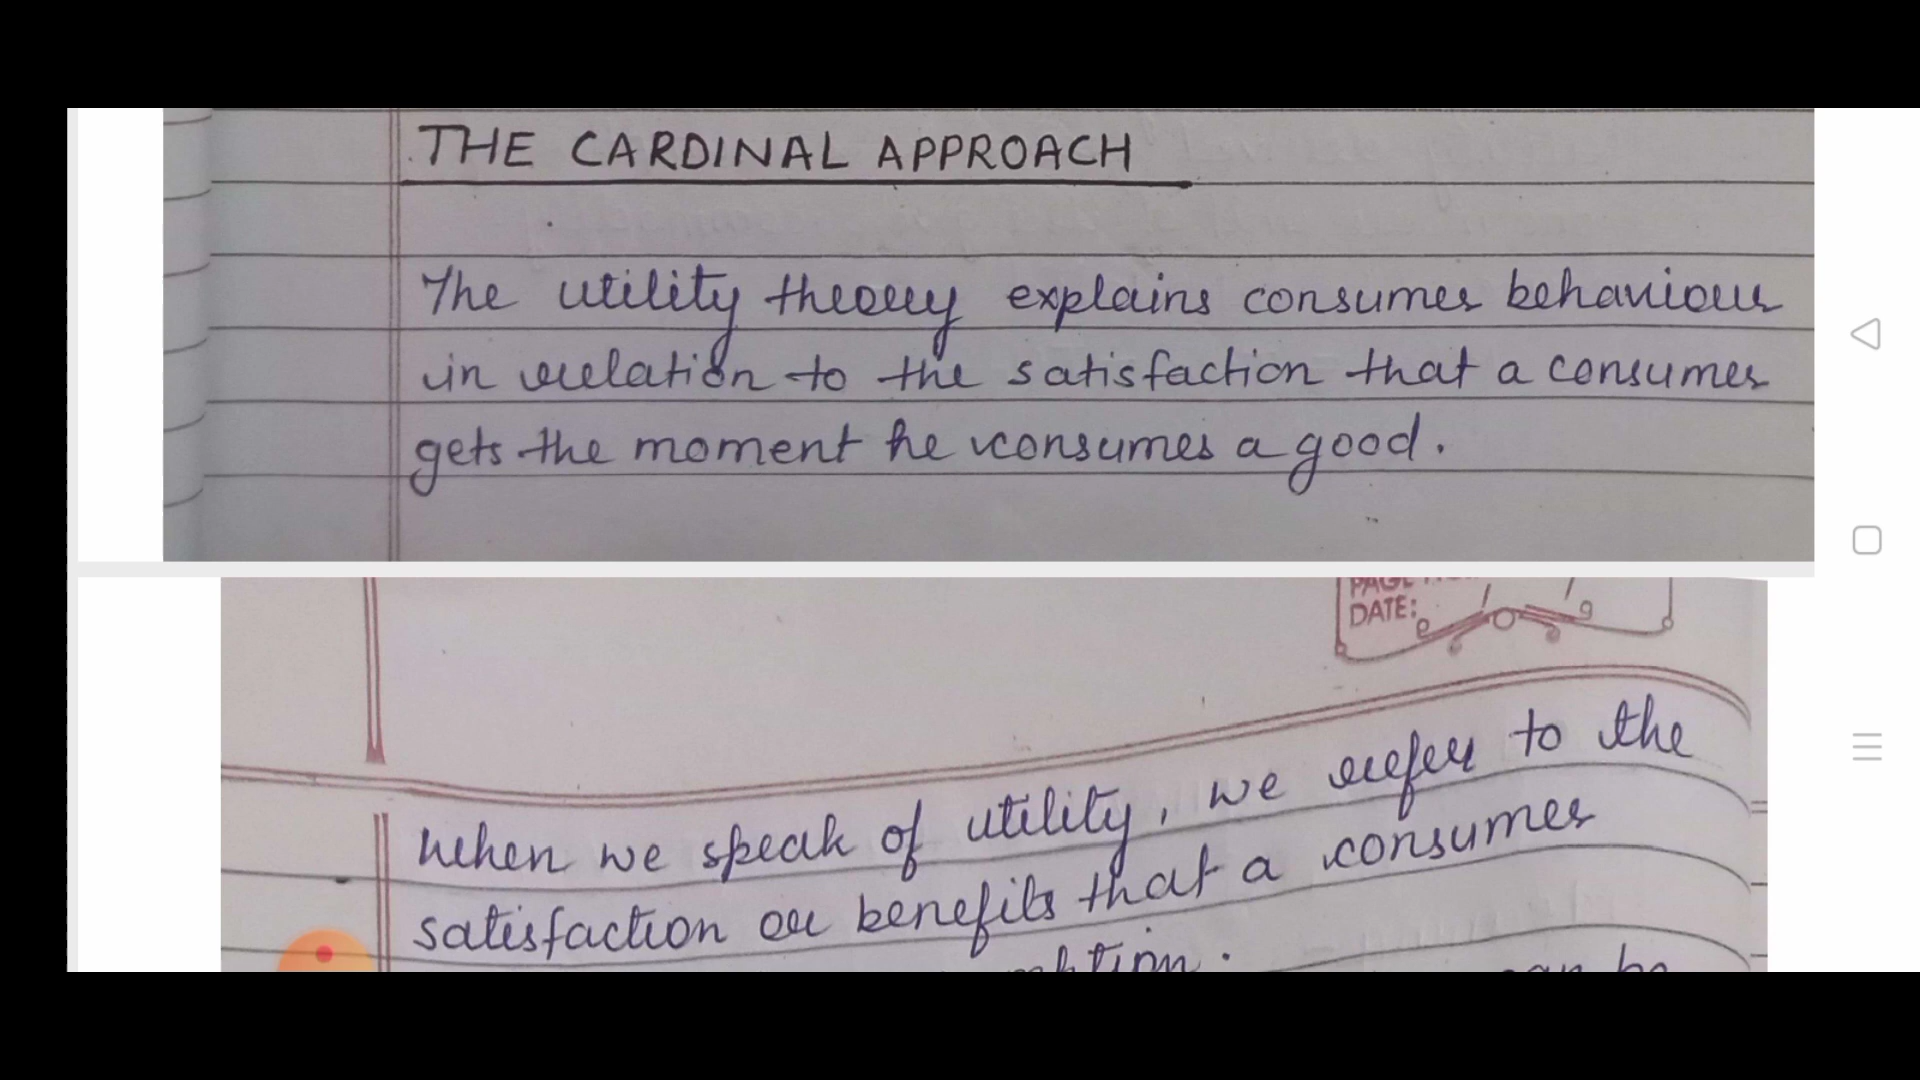 THE CARDINAL APPROACH
The utility theory explains consumer behaviour
in relation to the satisfaction that a consumer
gets the moment he consumes a good.
DATE:
When we speak of utility, we refer to the
satisfaction or benefits that a consumer